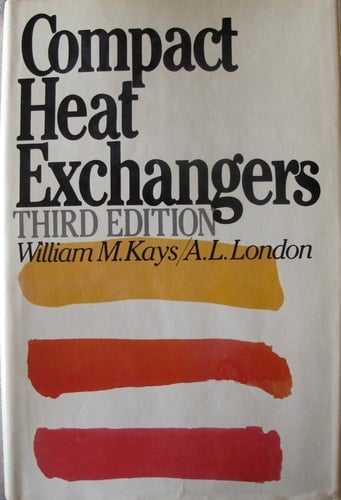 Compact
Heat
Exchangers
THIRD EDITION
William M.Kays/A.L.London